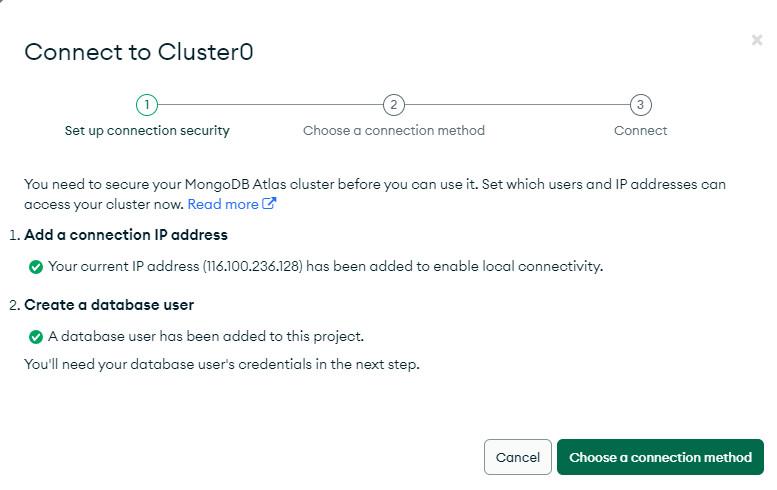 Connect to Cluster0
1 2 3
Set up connection security Choose a connection method Connect
You need to secure your MongoDB Atlas cluster before you can use it. Set which users and IP addresses can
access your cluster now. Read more
1. Add a connection IP address
Your current IP address (116.100.236.128) has been added to enable local connectivity.
2. Create a database user
A database user has been added to this project.
You'll need your database user's credentials in the next step.
Cancel Choose a connection method